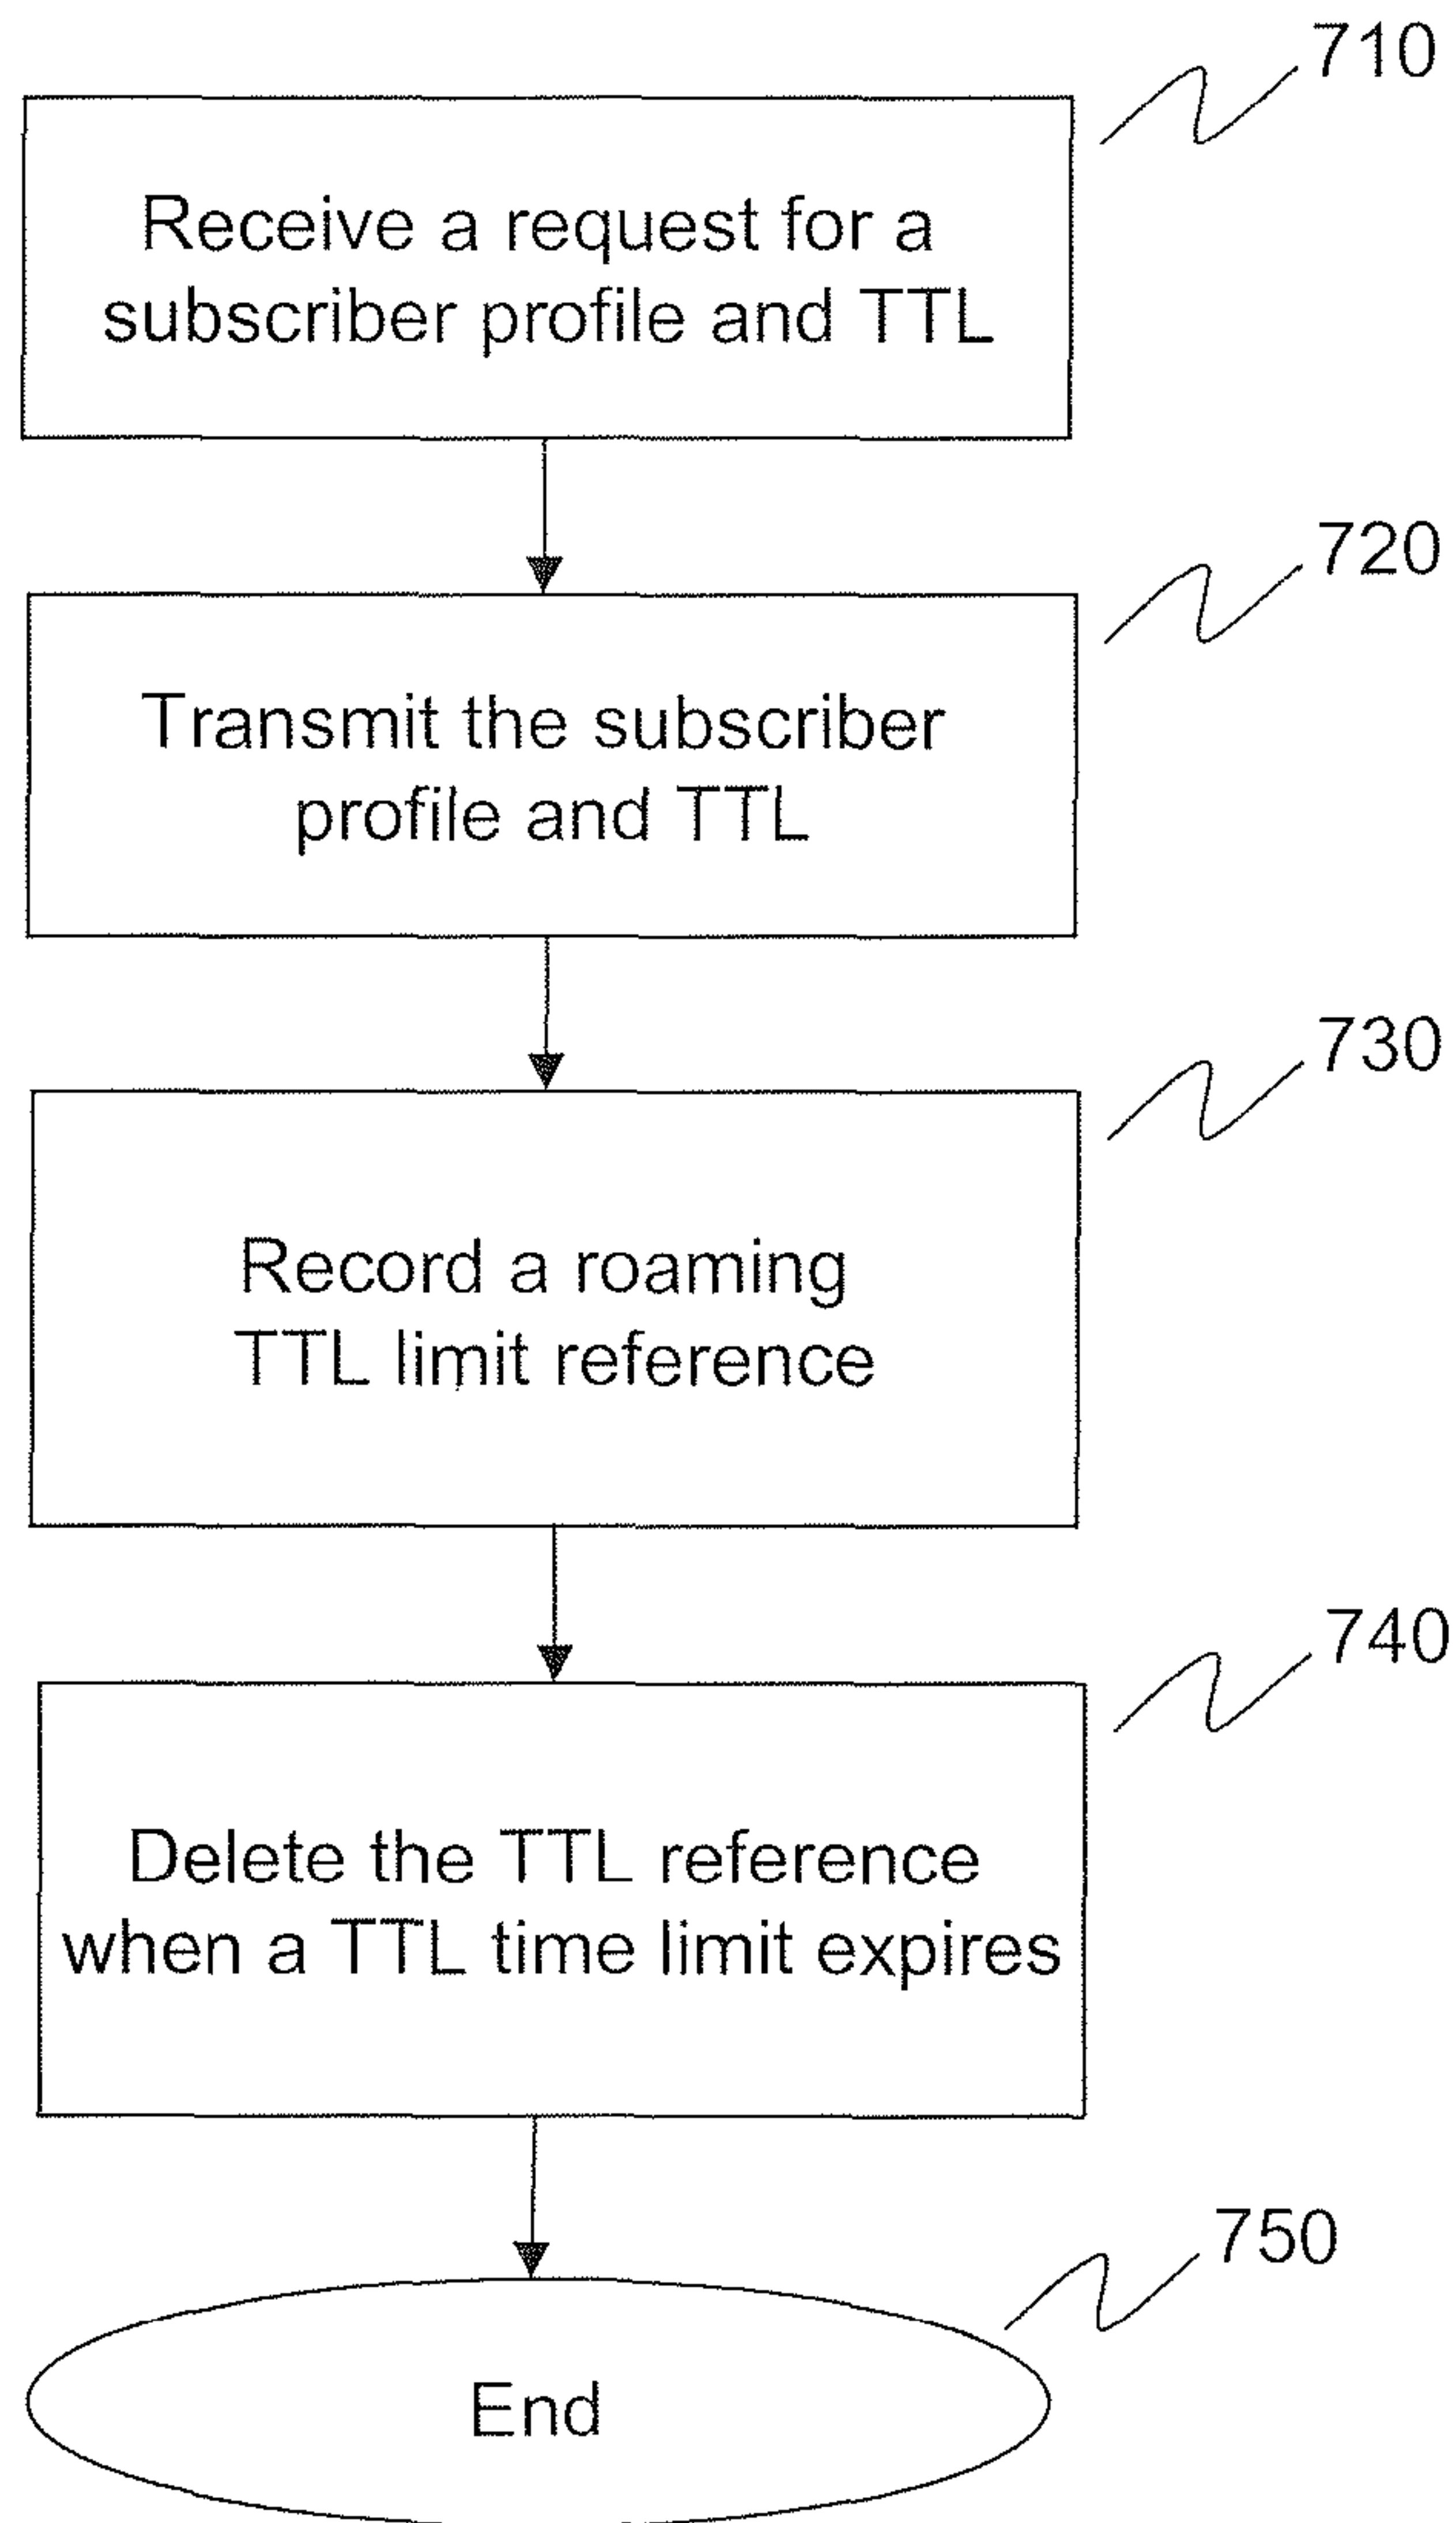 710
Receive a request for a
subscriber profile and TTL
720
Transmit the subscriber
profile and TTL
730
Record a roaming
TTL limit reference
740
Delete the TTL reference
when a TTL time limit expires
750
End